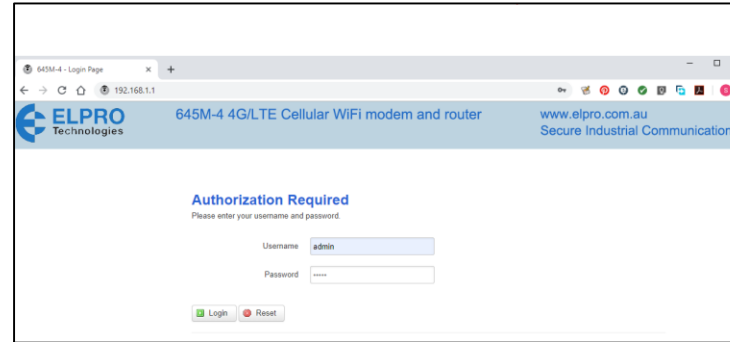 645M-4 - Login Page
192.168.1.1
ELPRO
Technologies
645M-4 4G/LTE Cellular WiFi modem and router
www.elpro.com.au
Secure Industrial Communication
Authorization Required
Please enter your username and password.
Username admin
Password •••••
Login Reset